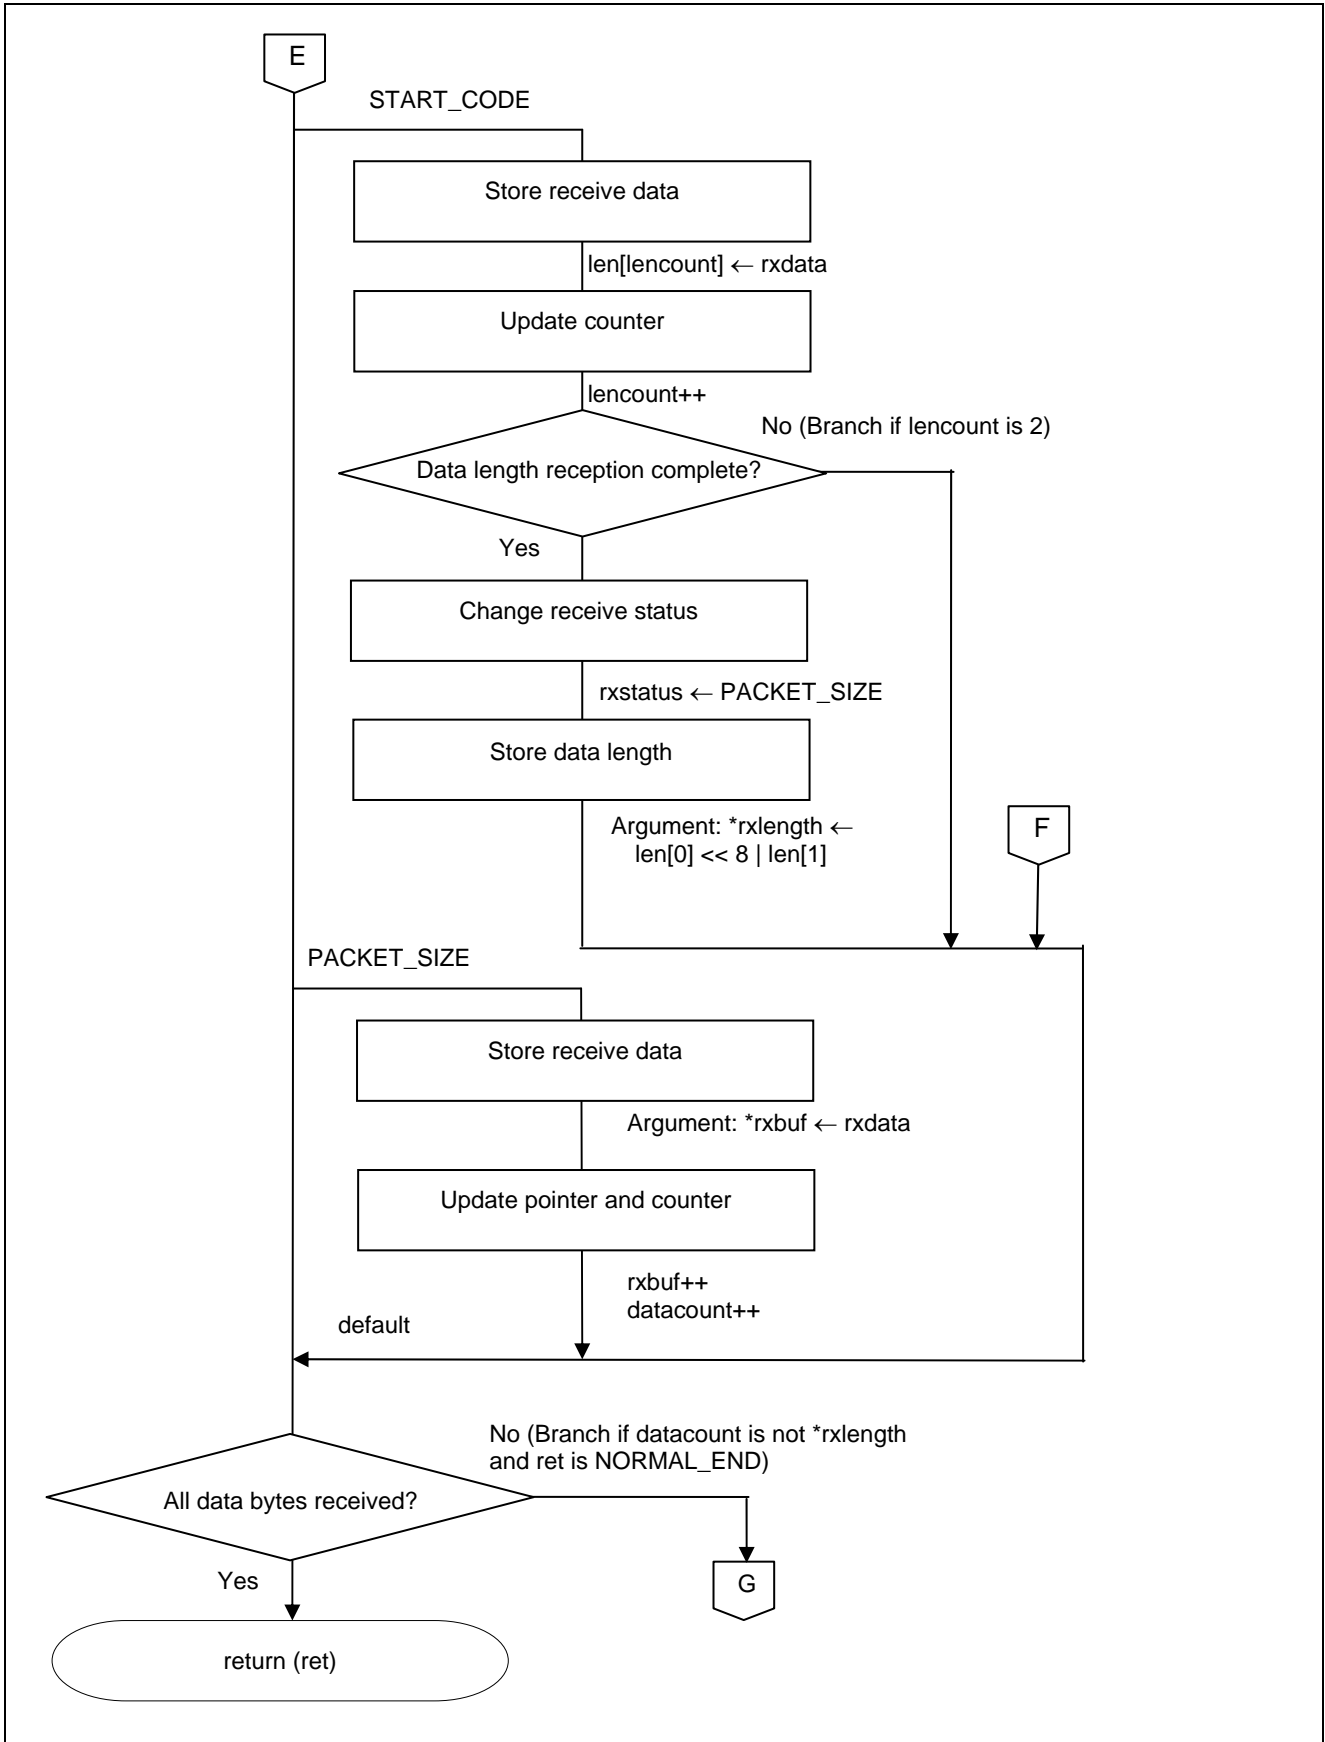 E
START_CODE
Store receive data
len[lencount] ← rxdata
Update counter
lencount++
No (Branch if lencount is 2)
Data length reception complete?
Yes
Change receive status
rxstatus ← PACKET_SIZE
Store data length
Argument: *rxlength ←
len[0] << 8 | len[1]
F
PACKET_SIZE
Store receive data
Argument: *rxbuf ← rxdata
Update pointer and counter
rxbuf++
datacount++
default
No (Branch if datacount is not *rxlength
and ret is NORMAL_END)
All data bytes received?
Yes
G
return (ret)